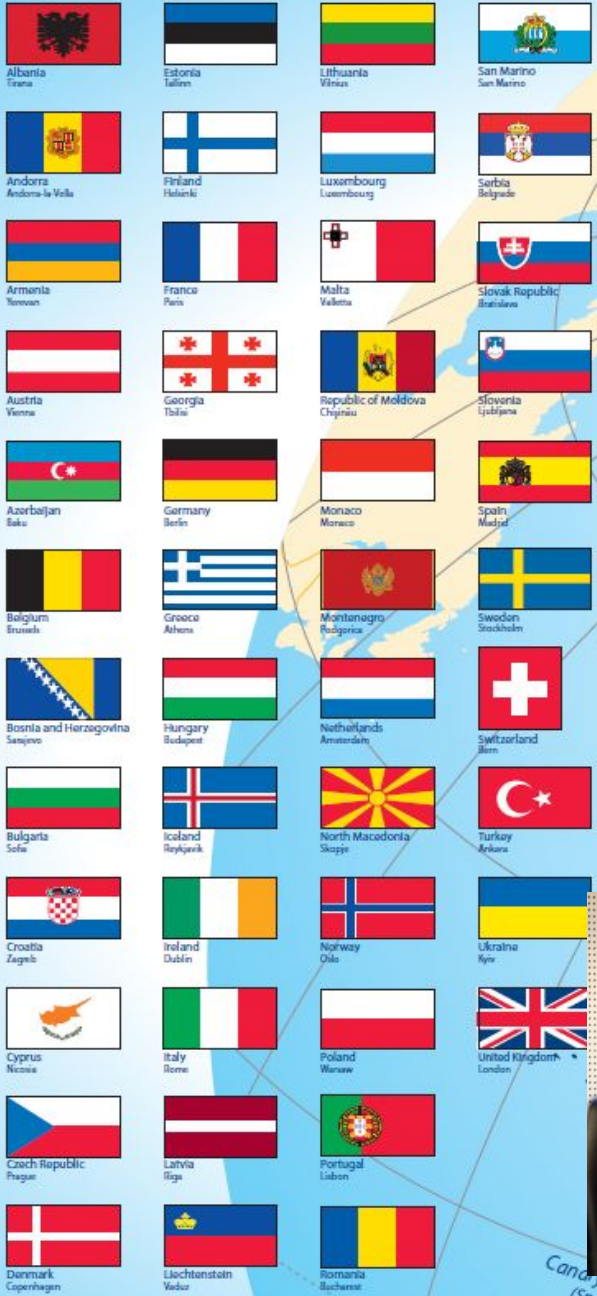 Albania
Tirana
Andorra
Andorra-la-Vella
Armenia
Yerevan
Austria
Vienna
Azerbaijan
Baku
Belgium
Brussels
Bosnia and Herzegovina
Sarajevo
Bulgaria
Sofia
Croatia
Zagreb
Cyprus
Nicosia
Czech Republic
Prague
Denmark
Copenhagen
Estonia
Tallinn
Finland
Helsinki
France
Paris
Georgia
Tbilisi
Germany
Berlin
Greece
Athens
Hungary
Budapest
Iceland
Reykjavik
Ireland
Dublin
Italy
Rome
Latvia
Riga
Liechtenstein
Vaduz
Lithuania
Vilnius
Luxembourg
Luxembourg
Malta
Valletta
Republic of Moldova
Chişinău
Monaco
Monaco
Montenegro
Podgorica
Netherlands
Amsterdam
North Macedonia
Skopje
Norway
Oslo
Poland
Warsaw
Portugal
Lisbon
Romania
Bucharest
San Marino
San Marino
Serbia
Belgrade
Slovak Republic
Bratislava
Slovenia
Ljubljana
Spain
Madrid
Sweden
Stockholm
Switzerland
Bern
Turkey
Ankara
Ukraine
Kyiv
United Kingdom
London